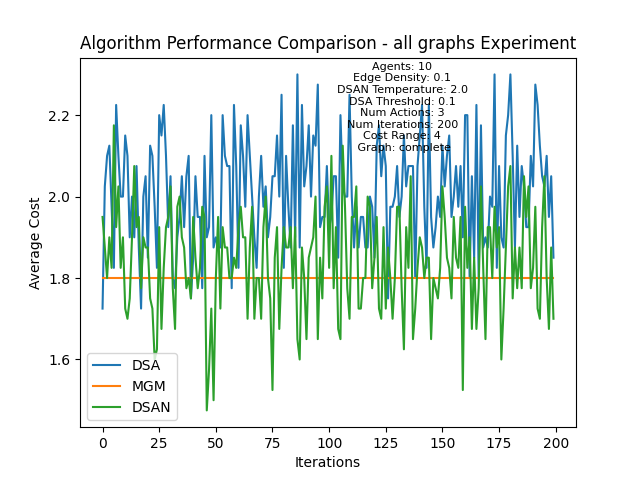 Algorithm Performance Comparison - all graphs Experiment
Agents: 10
Edge Density: 0.1
DSAN Temperature: 2.0
DSA Threshold: 0.1
Num Actions: 3
Num Iterations: 200
Cost Range: 4
Graph: complete
2.2
2.0
1.8
1.6
Average Cost
DSA
MGM
DSAN
0 25 50 75 100 125 150 175 200
Iterations